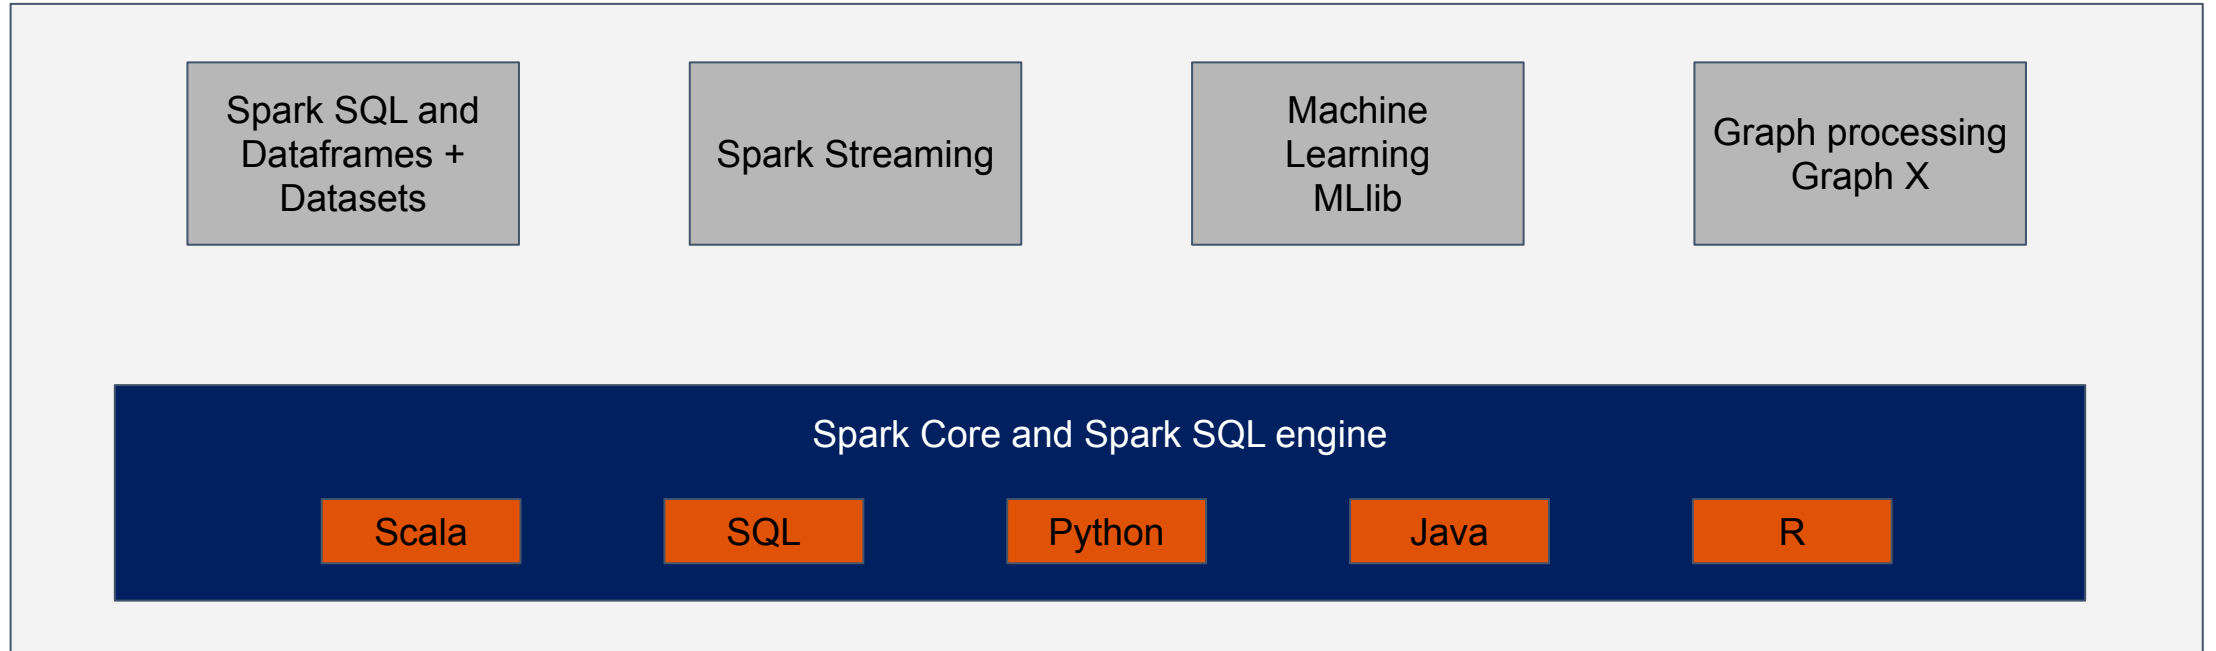 Spark SQL and
Dataframes +
Datasets
Spark Streaming
Machine
Learning
MLlib
Graph processing
Graph X
Spark Core and Spark SQL engine
Scala
SQL
Python
Java
R